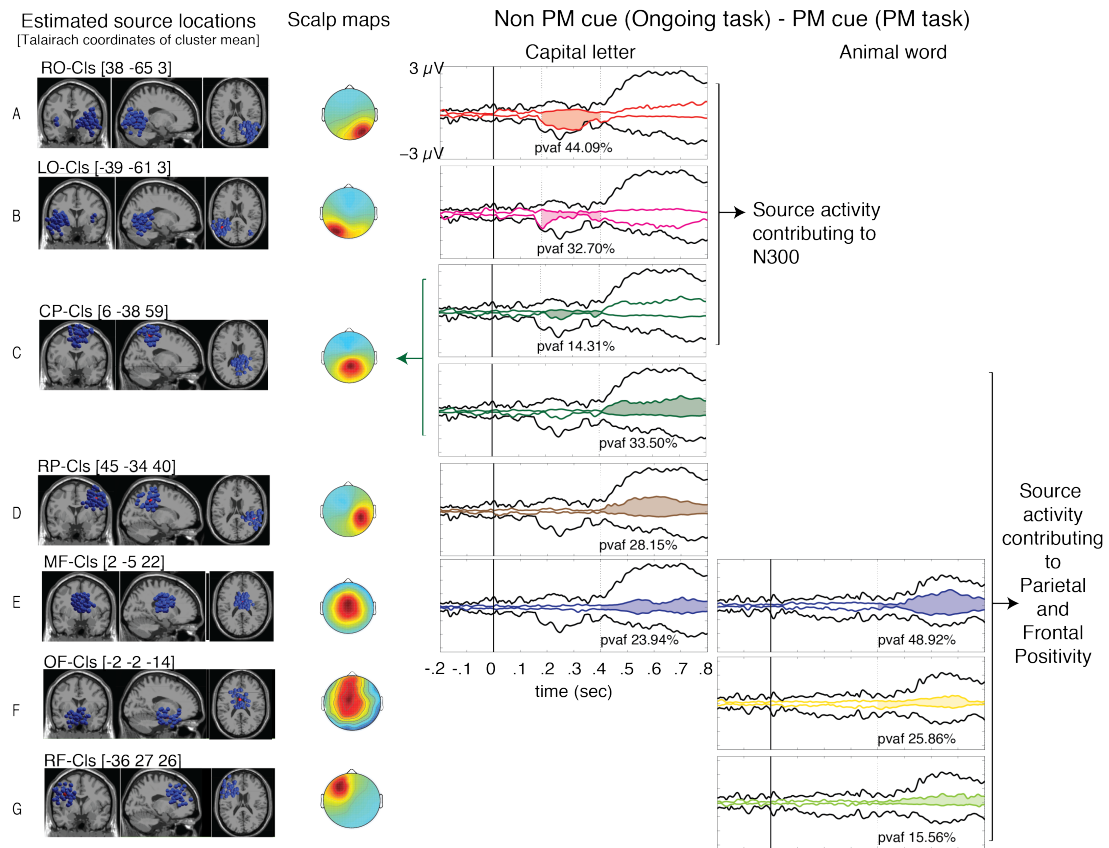 Estimated source locations
[Talairach coordinates of cluster mean]
Scalp maps
Non PM cue (Ongoing task) - PM cue (PM task)
Capital letter
Animal word
A
RO-Cls [38 -65 3]
3 µV
−3 µV
pvaf 44.09%
B
LO-Cls [-39 -61 3]
pvaf 32.70%
Source activity
contributing to
N300
C
CP-Cls [6 -38 59]
pvaf 14.31%
pvaf 33.50%
D
RP-Cls [45 -34 40]
pvaf 28.15%
E
MF-Cls [2 -5 22]
pvaf 23.94%
pvaf 48.92%
-.2 -.1 0 .1 .2 .3 .4 .5 .6 .7 .8
time (sec)
Source
activity
contributing
to
Parietal
and
Frontal
Positivity
F
OF-Cls [-2 -2 -14]
pvaf 25.86%
G
RF-Cls [-36 27 26]
pvaf 15.56%